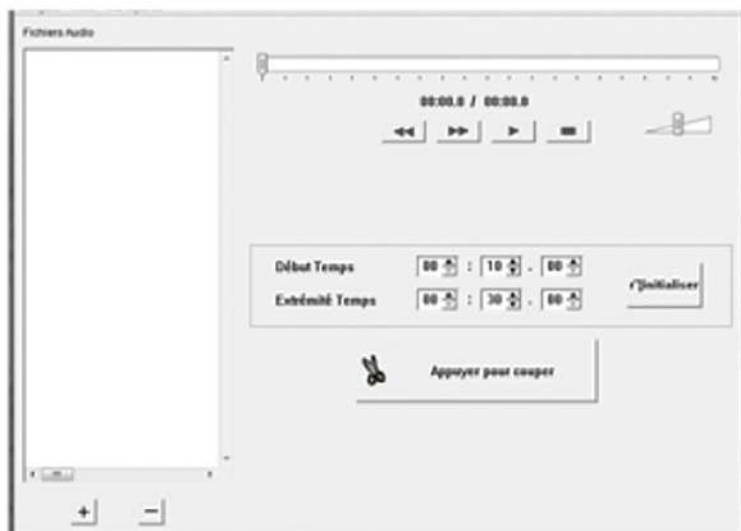 Fichiers Audio
00:00.0 / 00:00.0
Début Temps 00 : 10 . 00
Extrémité Temps 00 : 30 . 00
r'Jinitialiser
Appuyer pour couper
+ −